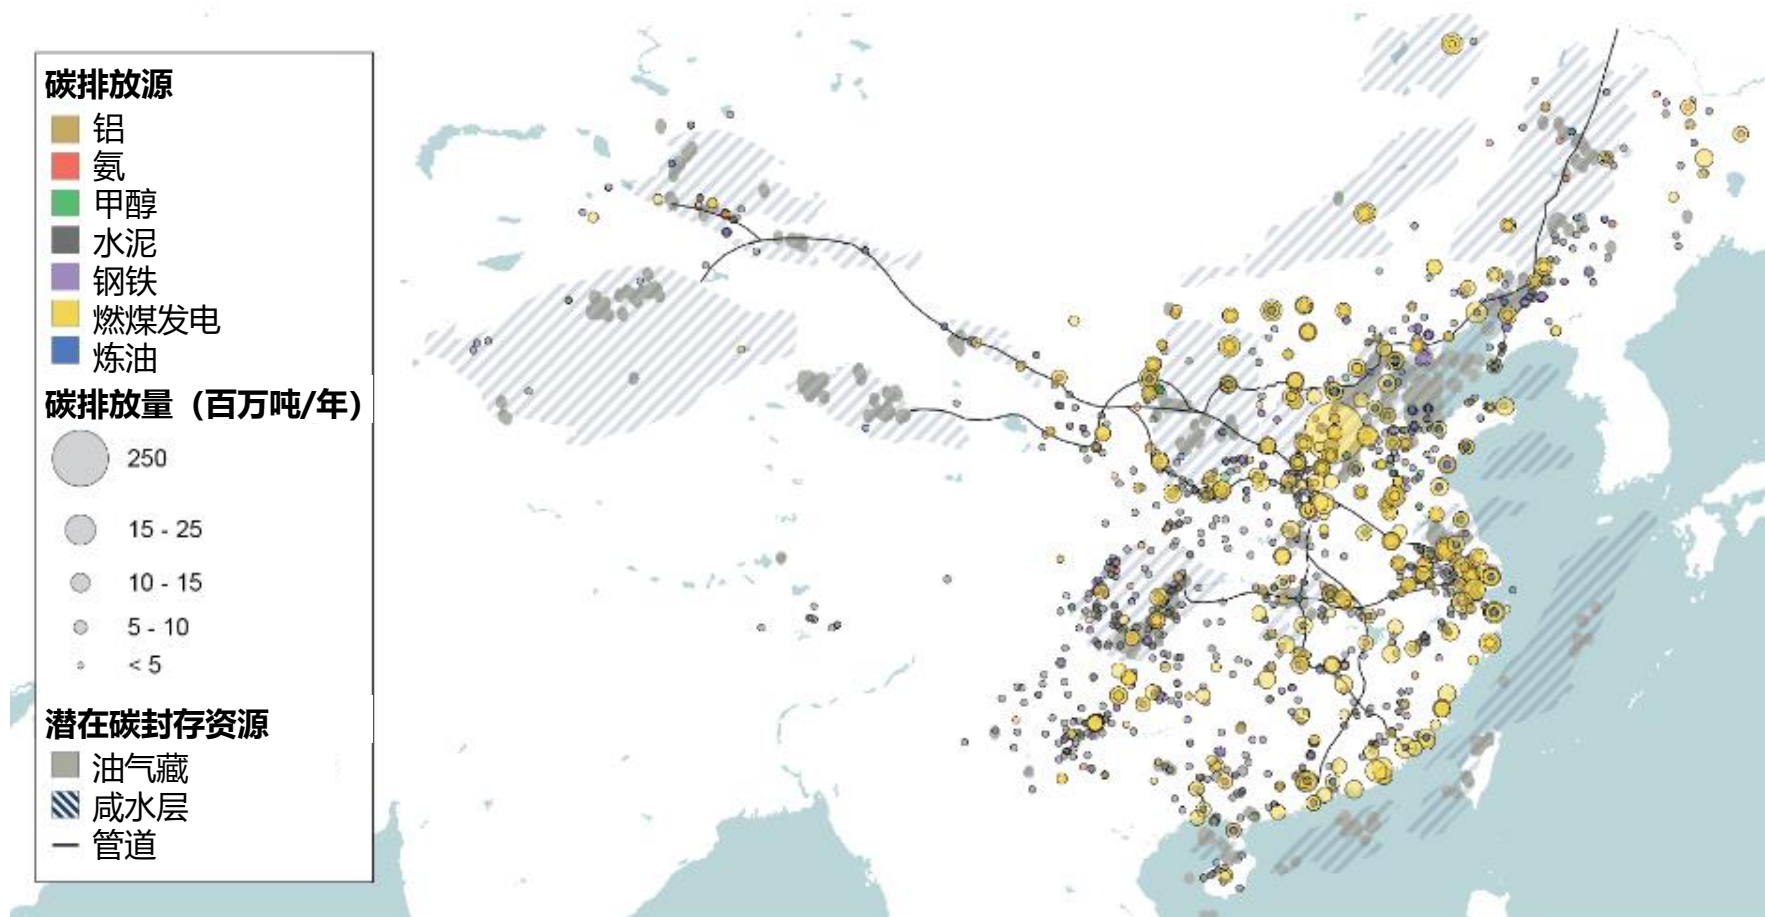 碳排放源
铝
氨
甲醇
水泥
钢铁
燃煤发电
炼油
碳排放量（百万吨/年）
250
15 - 25
10 - 15
5 - 10
< 5
潜在碳封存资源
油气藏
咸水层
管道